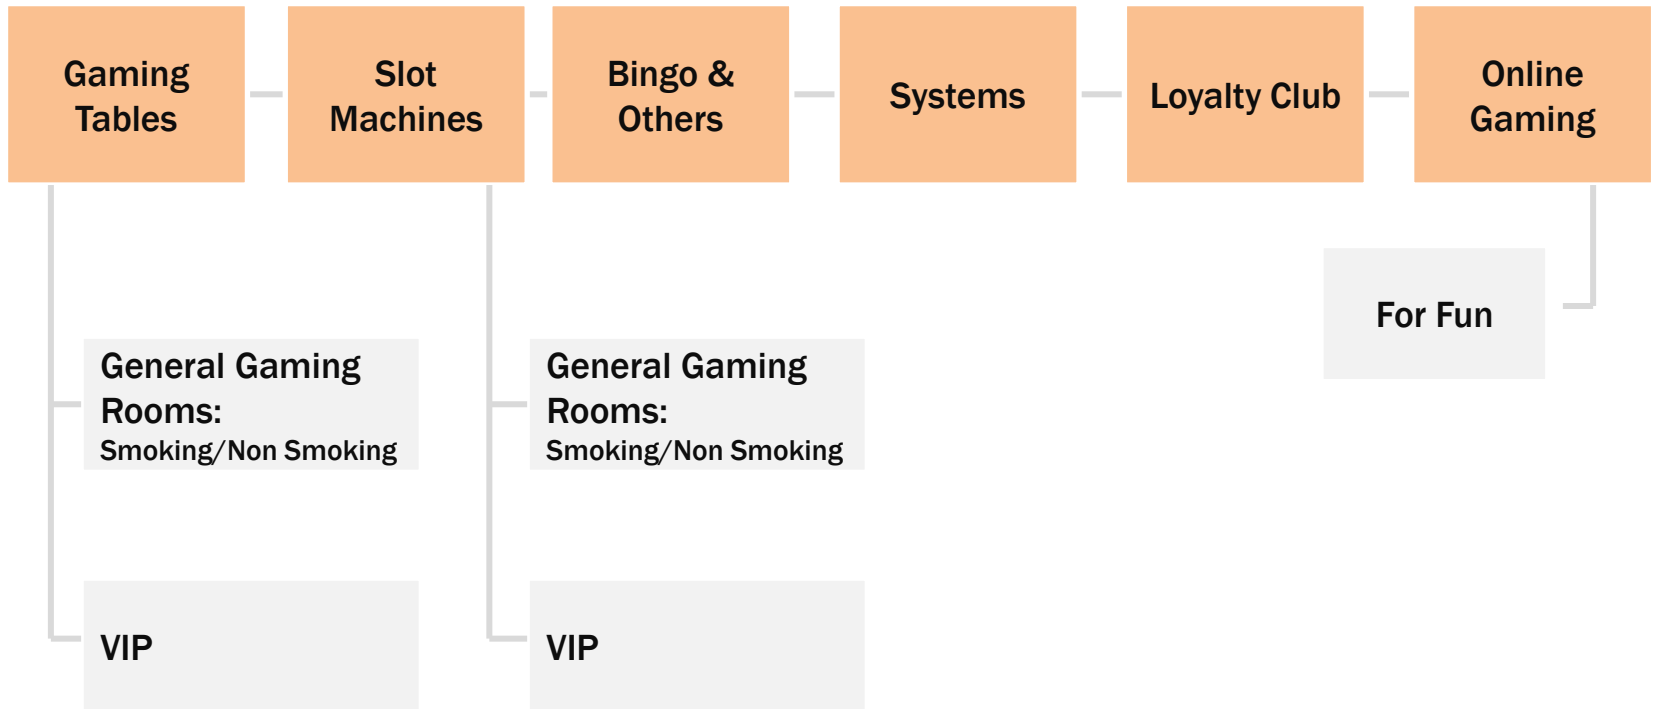 Gaming
Tables
Slot
Machines
Bingo &
Others
Systems
Loyalty Club
Online
Gaming
For Fun
General Gaming
Rooms:
Smoking/Non Smoking
General Gaming
Rooms:
Smoking/Non Smoking
VIP
VIP